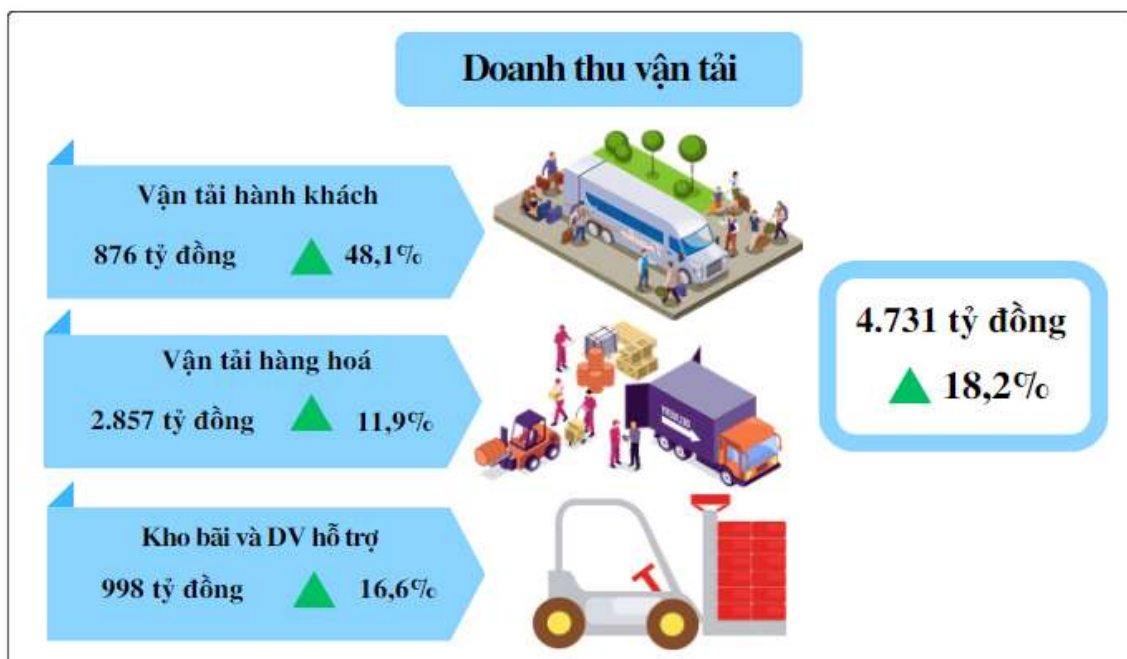 Doanh thu vận tải
Vận tải hành khách
876 tỷ đồng 48,1%
Vận tải hàng hoá
2.857 tỷ đồng 11,9%
Kho bãi và DV hỗ trợ
998 tỷ đồng 16,6%
4.731 tỷ đồng
18,2%